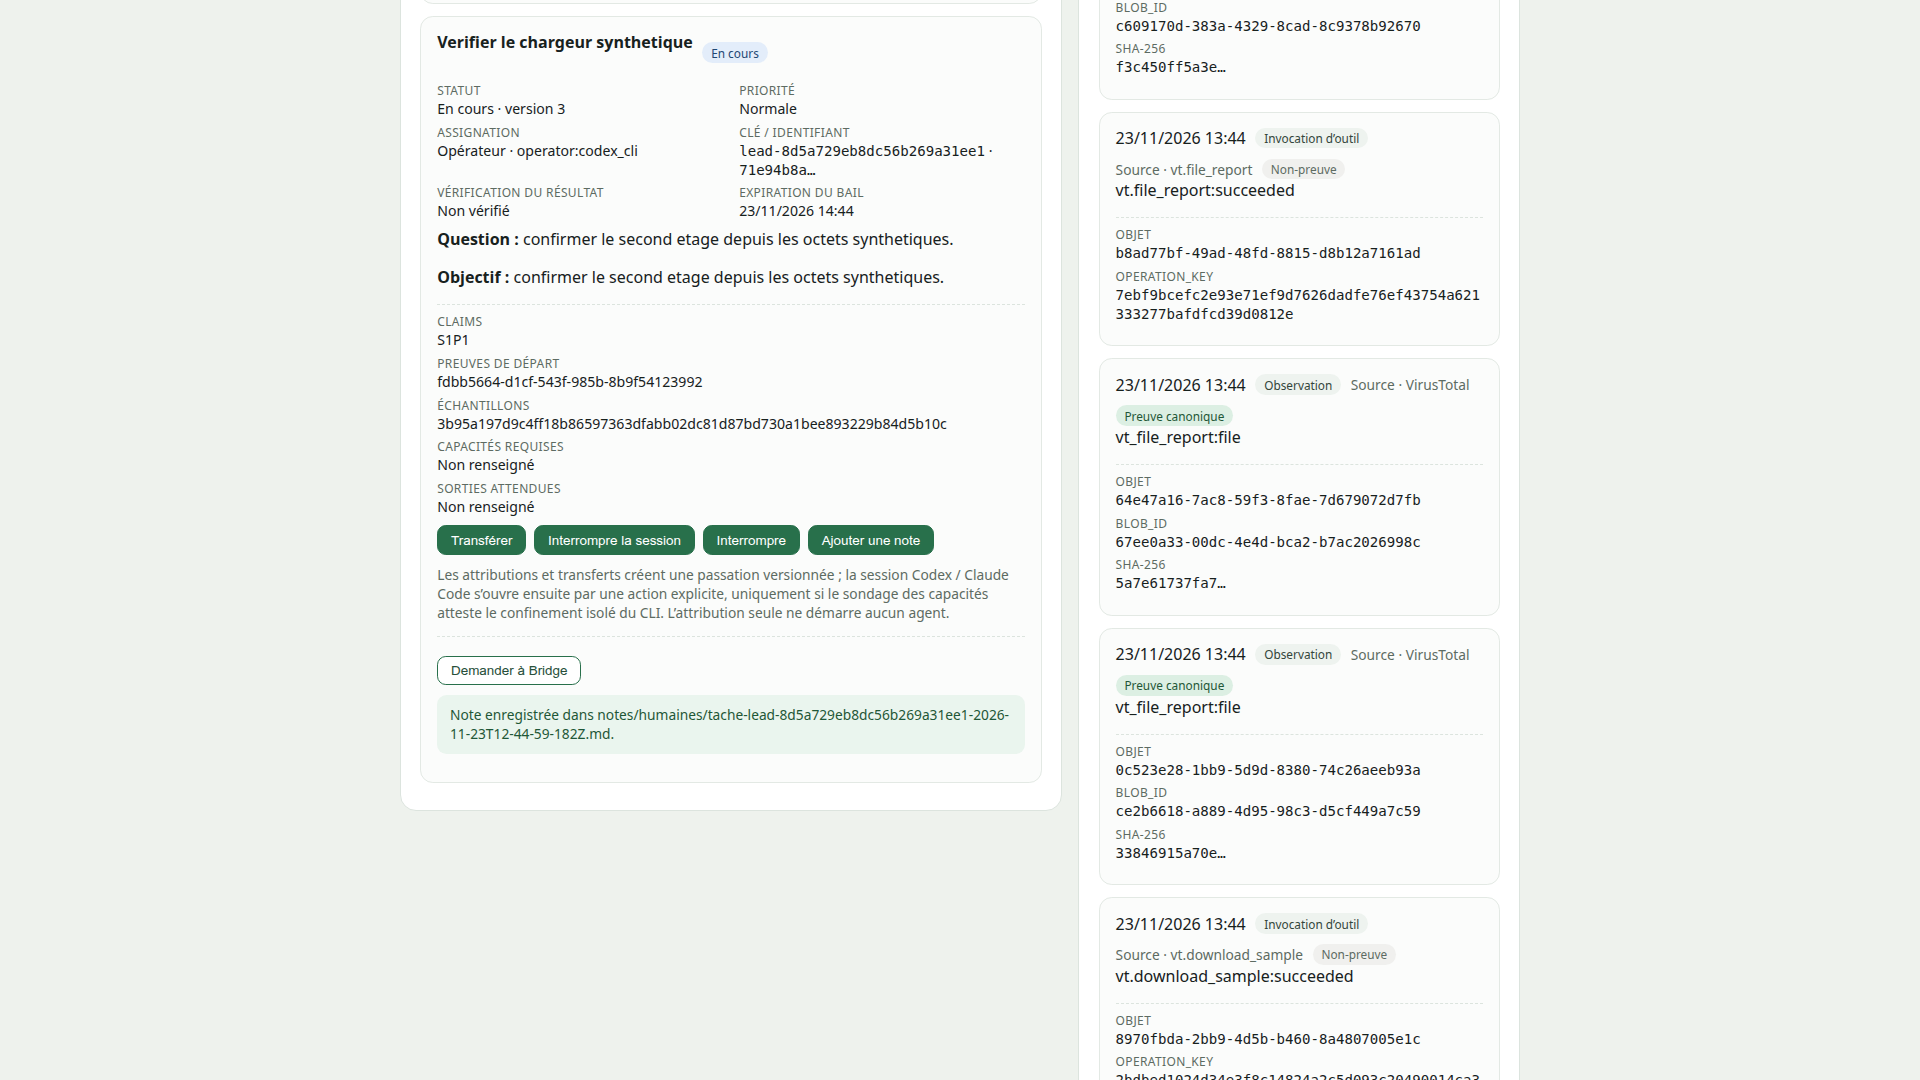 Verifier le chargeur synthetique
En cours
STATUT
En cours · version 3
PRIORITÉ
Normale
ASSIGNATION
Opérateur · operator:codex_cli
CLÉ / IDENTIFIANT
lead-8d5a729eb8dc56b269a31ee1 ·
71e94b8a…
VÉRIFICATION DU RÉSULTAT
Non vérifié
EXPIRATION DU BAIL
23/11/2026 14:44
Question : confirmer le second etage depuis les octets synthetiques.
Objectif : confirmer le second etage depuis les octets synthetiques.
CLAIMS
S1P1
PREUVES DE DÉPART
fdbb5664-d1cf-543f-985b-8b9f54123992
ÉCHANTILLONS
3b95a197d9c4ff18b86597363dfabb02dc81d87bd730a1bee893229b84d5b10c
CAPACITÉS REQUISES
Non renseigné
SORTIES ATTENDUES
Non renseigné
Transférer
Interrompre la session
Interrompre
Ajouter une note
Les attributions et transferts créent une passation versionnée ; la session Codex / Claude
Code s’ouvre ensuite par une action explicite, uniquement si le sondage des capacités
atteste le confinement isolé du CLI. L’attribution seule ne démarre aucun agent.
Demander à Bridge
Note enregistrée dans notes/humaines/tache-lead-8d5a729eb8dc56b269a31ee1-2026-
11-23T12-44-59-182Z.md.
BLOB_ID
c609170d-383a-4329-8cad-8c9378b92670
SHA-256
f3c450ff5a3e…
23/11/2026 13:44 Invocation d’outil
Source · vt.file_report Non-preuve
vt.file_report:succeeded
OBJET
b8ad77bf-49ad-48fd-8815-d8b12a7161ad
OPERATION_KEY
7ebf9bcefc2e93e71ef9d7626dadfe76ef43754a621
333277bafdfcd39d0812e
23/11/2026 13:44 Observation Source · VirusTotal
Preuve canonique
vt_file_report:file
OBJET
64e47a16-7ac8-59f3-8fae-7d679072d7fb
BLOB_ID
67ee0a33-00dc-4e4d-bca2-b7ac2026998c
SHA-256
5a7e61737fa7…
23/11/2026 13:44 Observation Source · VirusTotal
Preuve canonique
vt_file_report:file
OBJET
0c523e28-1bb9-5d9d-8380-74c26aeeb93a
BLOB_ID
ce2b6618-a889-4d95-98c3-d5cf449a7c59
SHA-256
33846915a70e…
23/11/2026 13:44 Invocation d’outil
Source · vt.download_sample Non-preuve
vt.download_sample:succeeded
OBJET
8970fbda-2bb9-4d5b-b460-8a4807005e1c
OPERATION_KEY